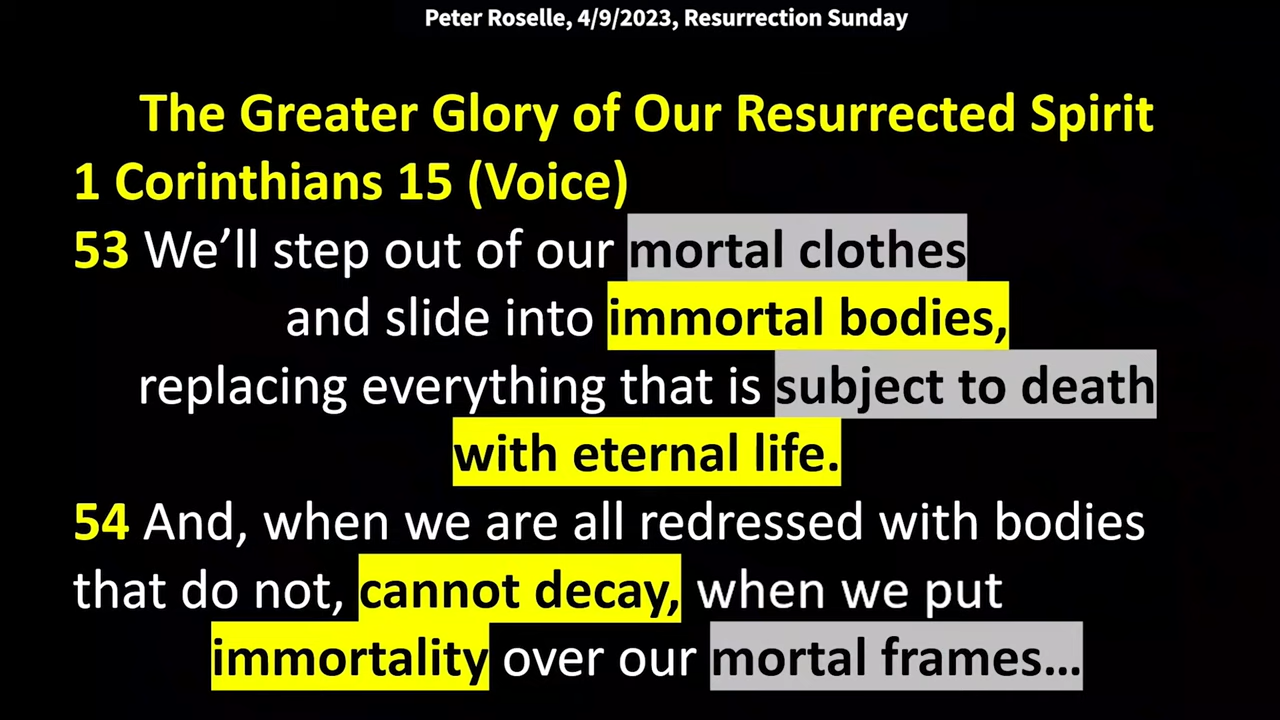 Peter Roselle, 4/9/2023, Resurrection Sunday
The Greater Glory of Our Resurrected Spirit
1 Corinthians 15 (Voice)
53 We’ll step out of our mortal clothes
and slide into immortal bodies,
replacing everything that is subject to death
with eternal life.
54 And, when we are all redressed with bodies
that do not, cannot decay, when we put
immortality over our mortal frames…